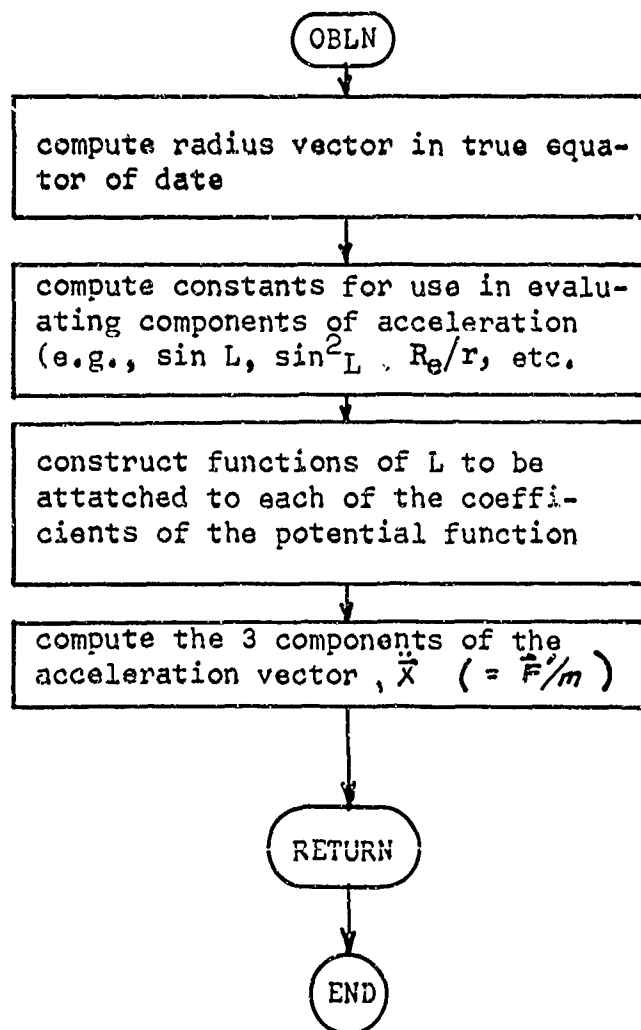 OBLN
compute radius vector in true equa-
tor of date
compute constants for use in evalu-
ating components of acceleration
(e.g., sin L, sin²L , Rₑ/r, etc.
construct functions of L to be
attatched to each of the coeffi-
cients of the potential function
compute the 3 components of the
acceleration vector , Ẍ⃗ ( = F⃗/m )
RETURN
END